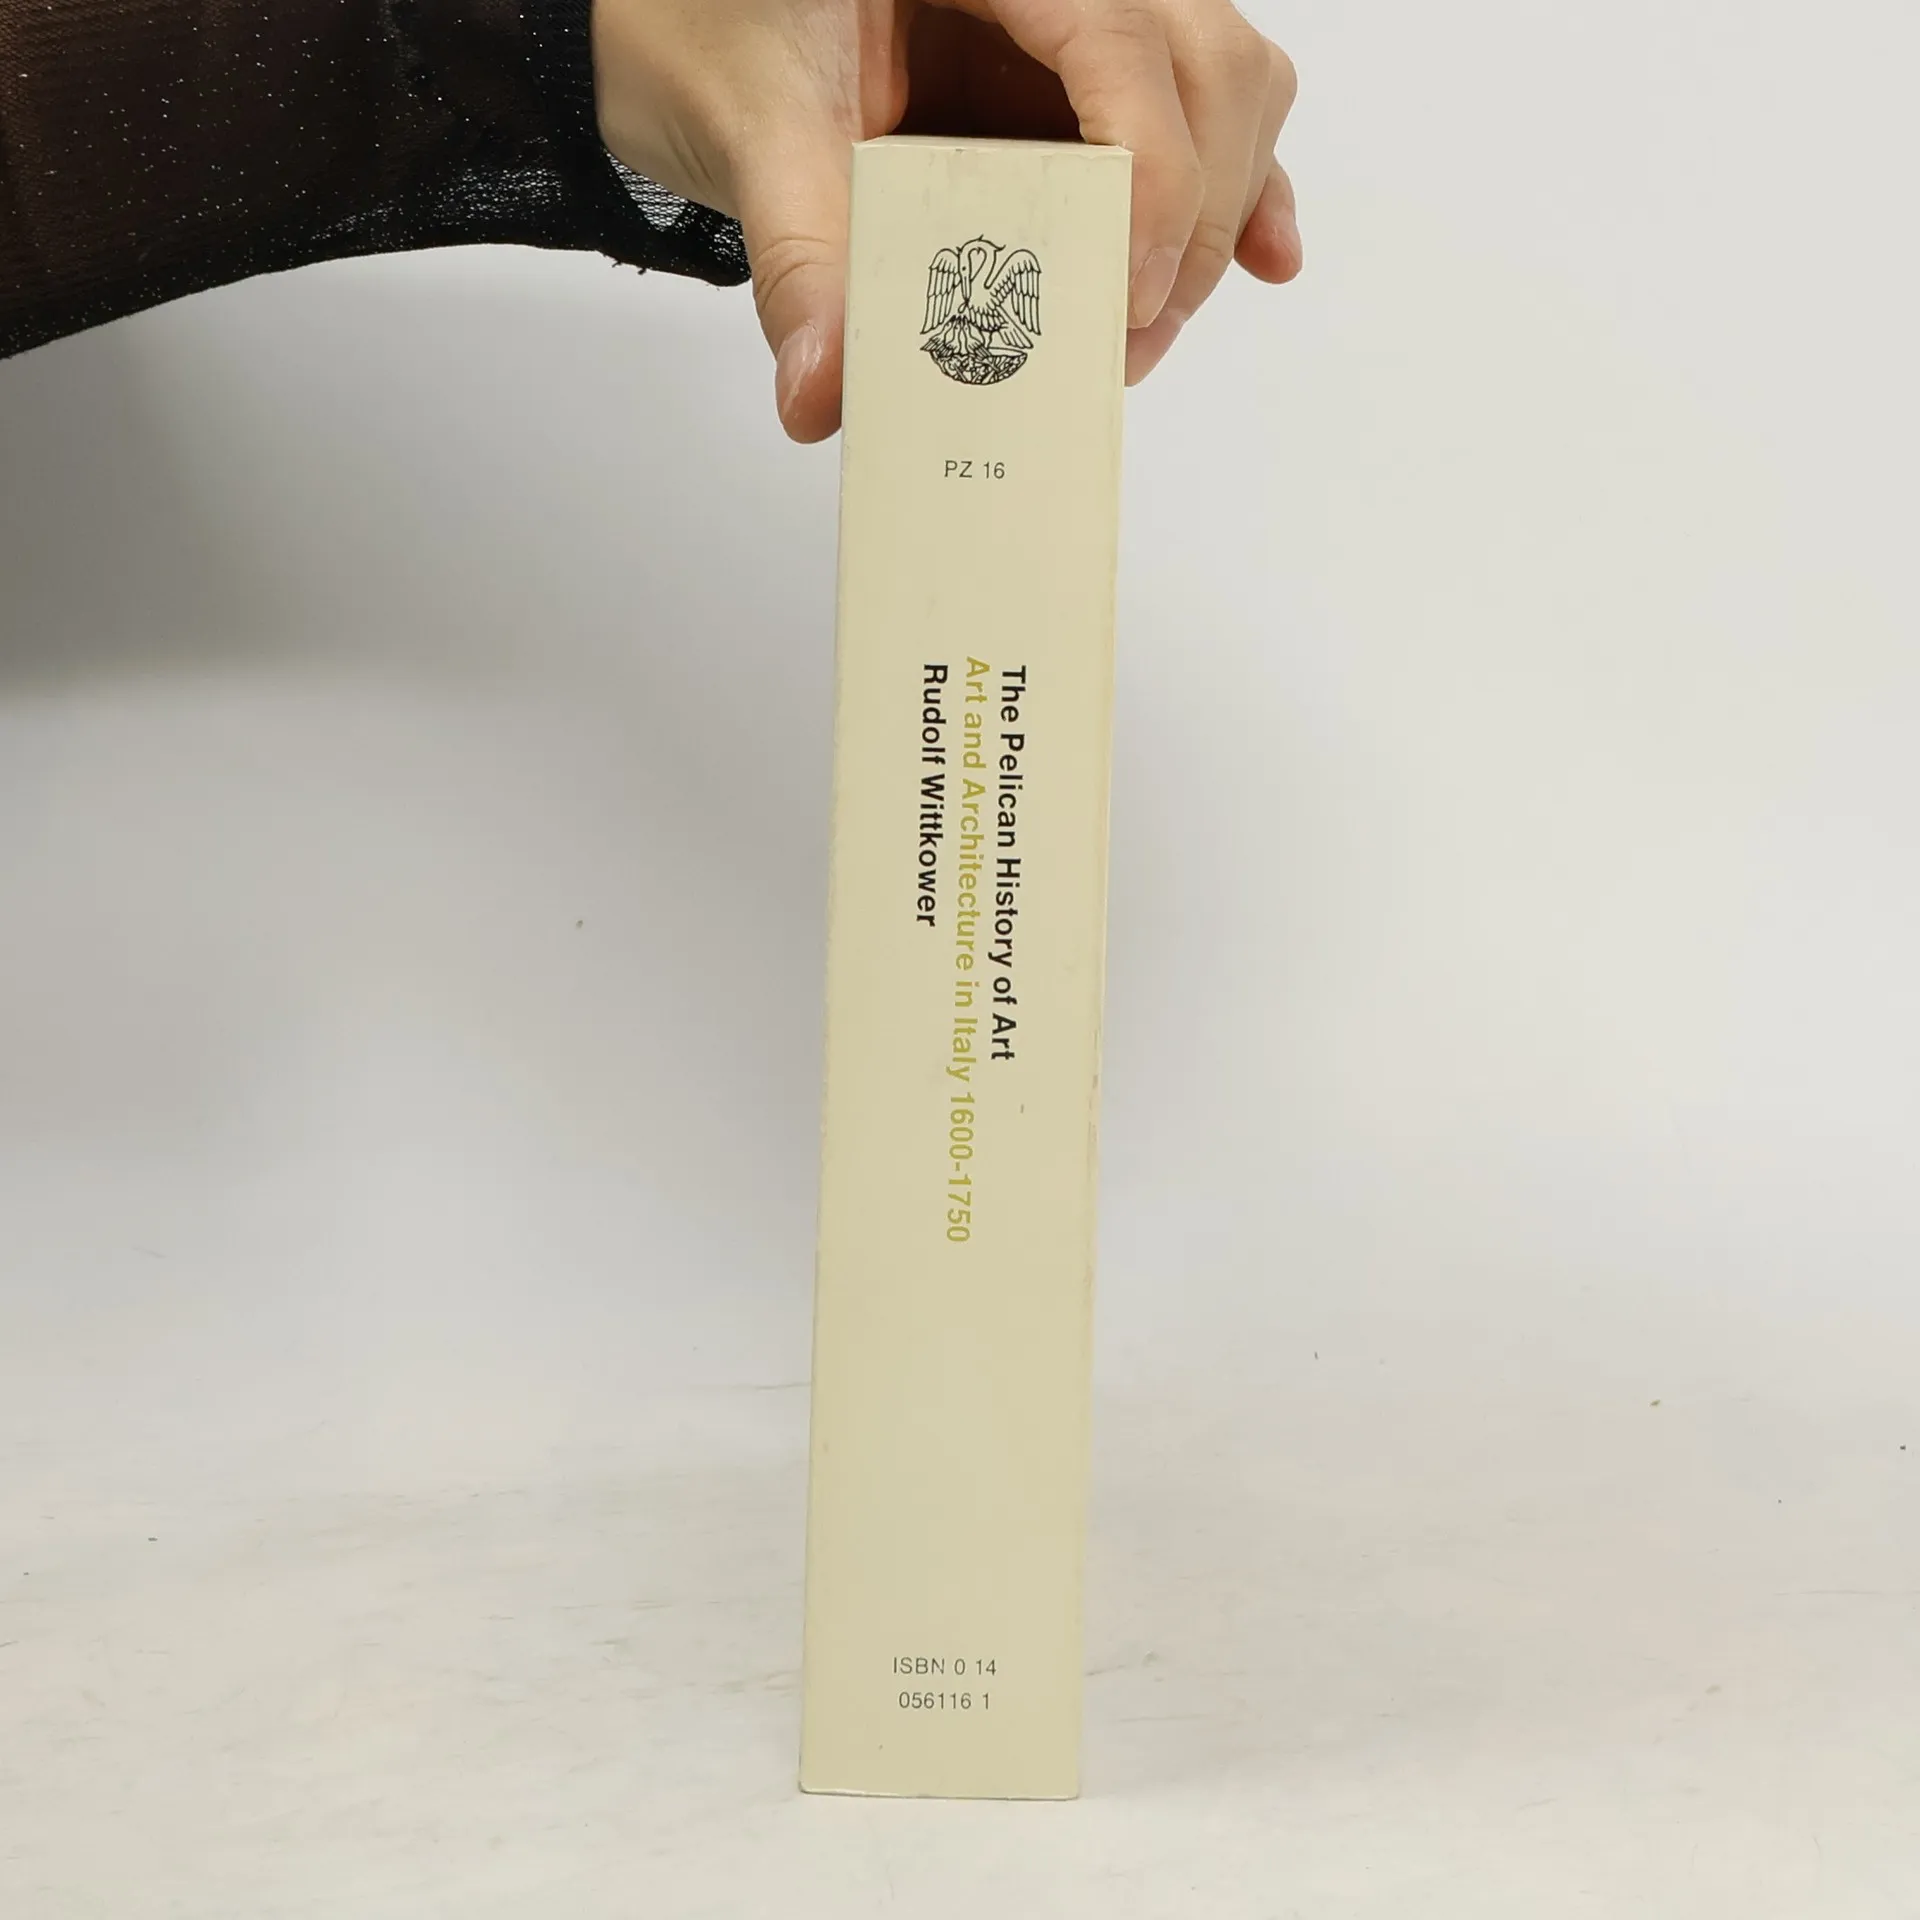 PZ 16
The Pelican History of Art
Art and Architecture in Italy 1600-1750
Rudolf Wittkower
ISBN 0 14
056116 1